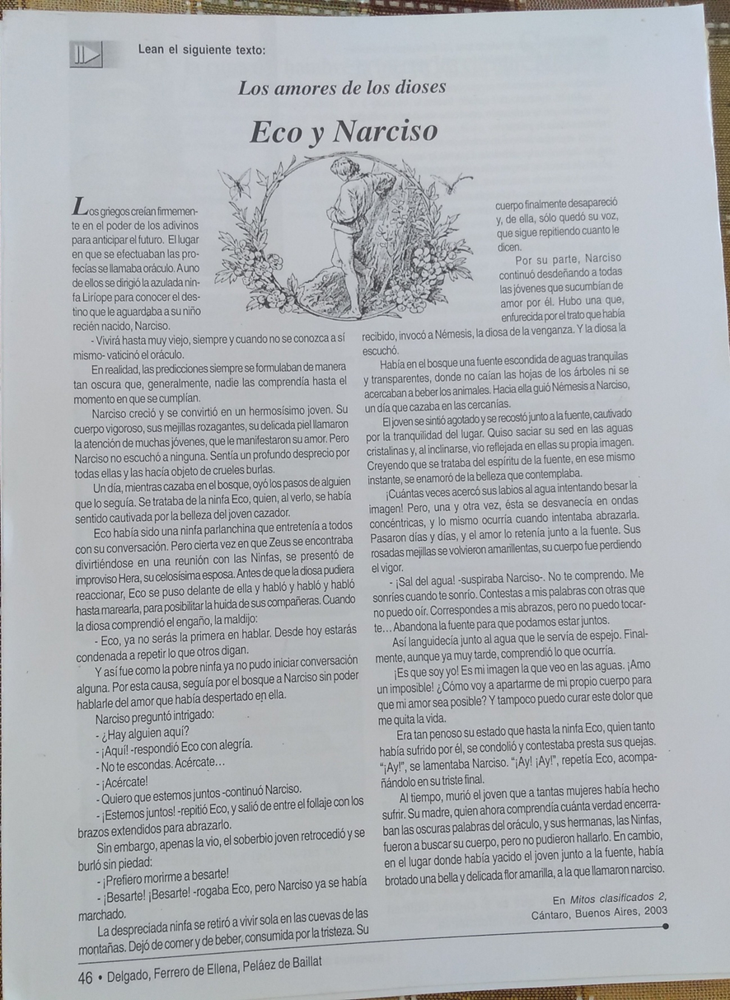 Lean el siguiente texto:
Los amores de los dioses
Eco y Narciso
Los griegos creían firmemen-
te en el poder de los adivinos
para anticipar el futuro. El lugar
en que se efectuaban las pro-
fecías se llamaba oráculo. A uno
de ellos se dirigió la azulada nin-
fa Liríope para conocer el des-
tino que le aguardaba a su niño
recién nacido, Narciso.
- Vivirá hasta muy viejo, siempre y cuando no se conozca a sí
mismo- vaticinó el oráculo.
En realidad, las predicciones siempre se formulaban de manera
tan oscura que, generalmente, nadie las comprendía hasta el
momento en que se cumplían.
Narciso creció y se convirtió en un hermosísimo joven. Su
cuerpo vigoroso, sus mejillas rozagantes, su delicada piel llamaron
la atención de muchas jóvenes, que le manifestaron su amor. Pero
Narciso no escuchó a ninguna. Sentía un profundo desprecio por
todas ellas y las hacía objeto de crueles burlas.
Un día, mientras cazaba en el bosque, oyó los pasos de alguien
que lo seguía. Se trataba de la ninfa Eco, quien, al verlo, se había
sentido cautivada por la belleza del joven cazador.
Eco había sido una ninfa parlanchina que entretenía a todos
con su conversación. Pero cierta vez en que Zeus se encontraba
divirtiéndose en una reunión con las Ninfas, se presentó de
improviso Hera, su celosísima esposa. Antes de que la diosa pudiera
reaccionar, Eco se puso delante de ella y habló y habló y habló
hasta marearla, para posibilitar la huida de sus compañeras. Cuando
la diosa comprendió el engaño, la maldijo:
- Eco, ya no serás la primera en hablar. Desde hoy estarás
condenada a repetir lo que otros digan.
Y así fue como la pobre ninfa ya no pudo iniciar conversación
alguna. Por esta causa, seguía por el bosque a Narciso sin poder
hablarle del amor que había despertado en ella.
Narciso preguntó intrigado:
- ¿Hay alguien aquí?
- ¡Aquí! -respondió Eco con alegría.
- No te escondas. Acércate...
- ¡Acércate!
- Quiero que estemos juntos -continuó Narciso.
- ¡Estemos juntos! -repitió Eco, y salió de entre el follaje con los
brazos extendidos para abrazarlo.
Sin embargo, apenas la vio, el soberbio joven retrocedió y se
burló sin piedad:
- ¡Prefiero morirme a besarte!
- ¡Besarte! ¡Besarte! -rogaba Eco, pero Narciso ya se había
marchado.
La despreciada ninfa se retiró a vivir sola en las cuevas de las
montañas. Dejó de comer y de beber, consumida por la tristeza. Su
cuerpo finalmente desapareció
y, de ella, sólo quedó su voz,
que sigue repitiendo cuanto le
dicen.
Por su parte, Narciso
continuó desdeñando a todas
las jóvenes que sucumbían de
amor por él. Hubo una que,
enfurecida por el trato que había
recibido, invocó a Némesis, la diosa de la venganza. Y la diosa la
escuchó.
Había en el bosque una fuente escondida de aguas tranquilas
y transparentes, donde no caían las hojas de los árboles ni se
acercaban a beber los animales. Hacia ella guió Némesis a Narciso,
un día que cazaba en las cercanías.
El joven se sintió agotado y se recostó junto a la fuente, cautivado
por la tranquilidad del lugar. Quiso saciar su sed en las aguas
cristalinas y, al inclinarse, vio reflejada en ellas su propia imagen.
Creyendo que se trataba del espíritu de la fuente, en ese mismo
instante, se enamoró de la belleza que contemplaba.
¡Cuántas veces acercó sus labios al agua intentando besar la
imagen! Pero, una y otra vez, ésta se desvanecía en ondas
concéntricas, y lo mismo ocurría cuando intentaba abrazarla.
Pasaron días y días, y el amor lo retenía junto a la fuente. Sus
rosadas mejillas se volvieron amarillentas, su cuerpo fue perdiendo
el vigor.
- ¡Sal del agua! -suspiraba Narciso-. No te comprendo. Me
sonríes cuando te sonrío. Contestas a mis palabras con otras que
no puedo oír. Correspondes a mis abrazos, pero no puedo tocar-
te... Abandona la fuente para que podamos estar juntos.
Así languidecía junto al agua que le servía de espejo. Final-
mente, aunque ya muy tarde, comprendió lo que ocurría.
¡Es que soy yo! Es mi imagen la que veo en las aguas. ¡Amo
un imposible! ¿Cómo voy a apartarme de mi propio cuerpo para
que mi amor sea posible? Y tampoco puedo curar este dolor que
me quita la vida.
Era tan penoso su estado que hasta la ninfa Eco, quien tanto
había sufrido por él, se condolió y contestaba presta sus quejas.
“¡Ay!”, se lamentaba Narciso. “¡Ay! ¡Ay!”, repetía Eco, acompa-
ñándolo en su triste final.
Al tiempo, murió el joven que a tantas mujeres había hecho
sufrir. Su madre, quien ahora comprendía cuánta verdad encerra-
ban las oscuras palabras del oráculo, y sus hermanas, las Ninfas,
fueron a buscar su cuerpo, pero no pudieron hallarlo. En cambio,
en el lugar donde había yacido el joven junto a la fuente, había
brotado una bella y delicada flor amarilla, a la que llamaron narciso.
En Mitos clasificados 2,
Cántaro, Buenos Aires, 2003
46 • Delgado, Ferrero de Ellena, Peláez de Baillat